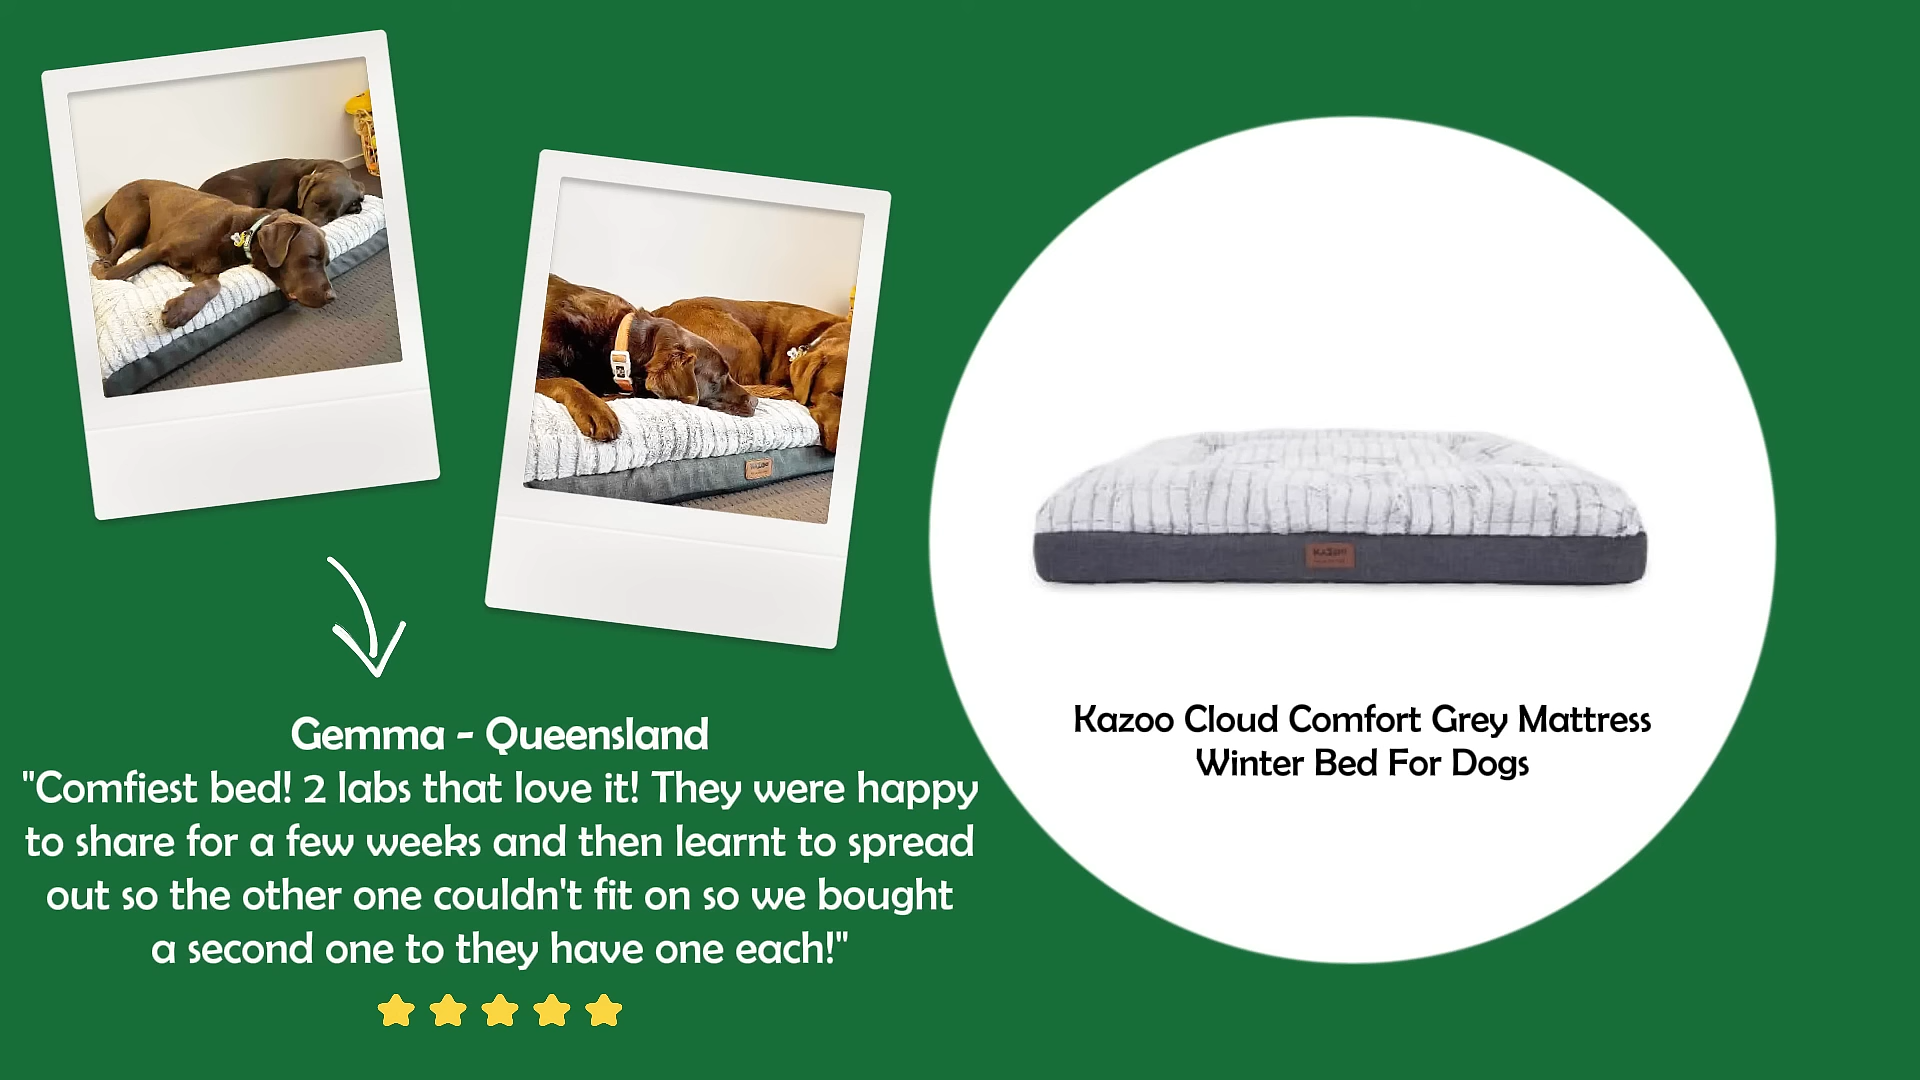 Gemma - Queensland
"Comfiest bed! 2 labs that love it! They were happy
to share for a few weeks and then learnt to spread
out so the other one couldn't fit on so we bought
a second one to they have one each!"
KAZOO
Kazoo Cloud Comfort Grey Mattress
Winter Bed For Dogs